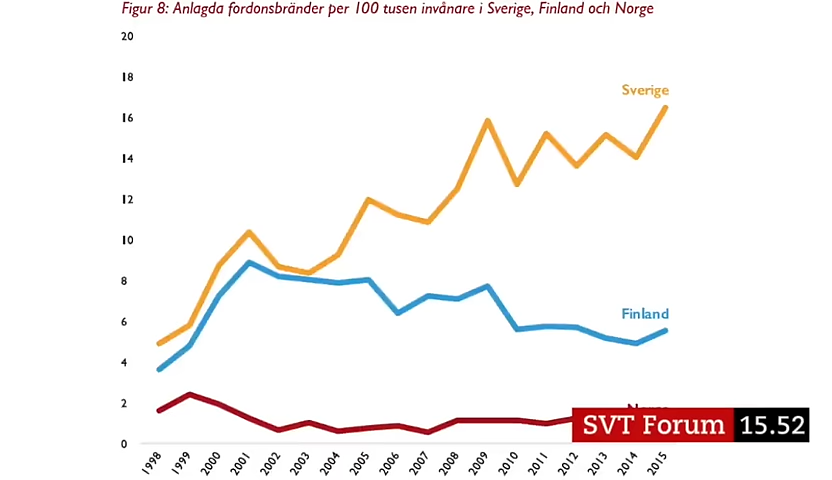 Figur 8: Anlagda fordonsbränder per 100 tusen invånare i Sverige, Finland och Norge
20
18
Sverige
16
14
12
10
8
Finland
6
4
2
SVT Forum 15.52
0
1998 1999 2000 2001 2002 2003 2004 2005 2006 2007 2008 2009 2010 2011 2012 2013 2014 2015